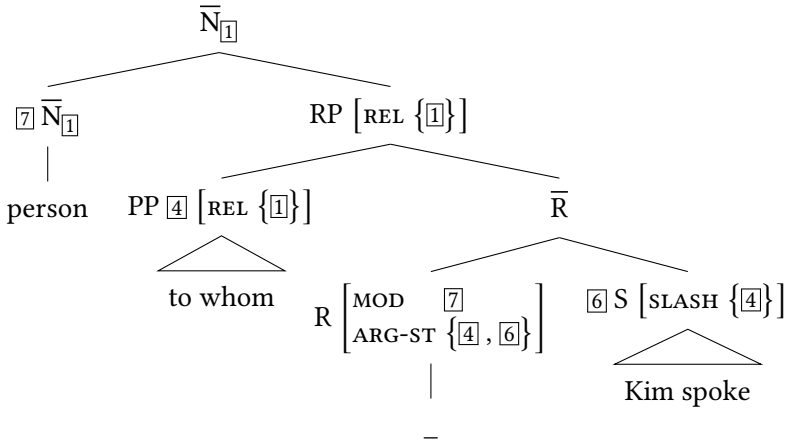 N̅[1]
[7] N̅[1] RP [REL {[1]}]
person PP [4] [REL {[1]}] R̅
to whom
R [MOD [7] ARG-ST {[4] , [6]}] [6] S [SLASH {[4]}]
Kim spoke
–